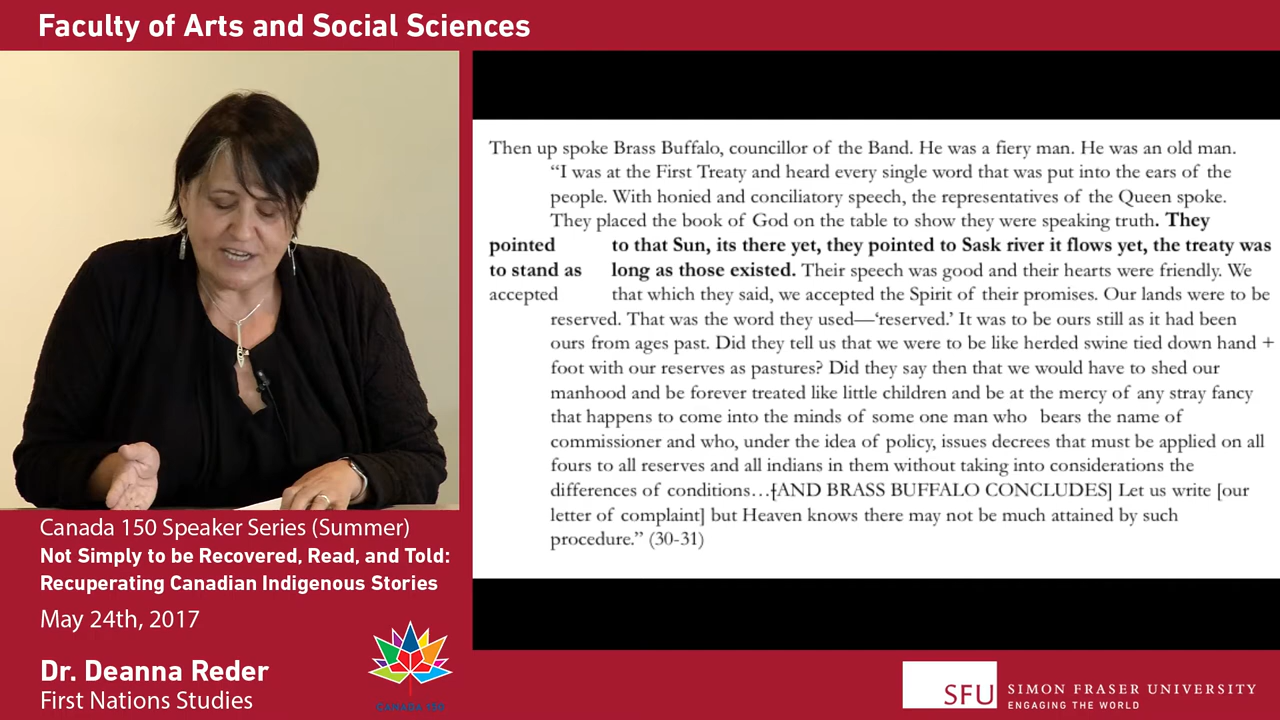 Faculty of Arts and Social Sciences
Then up spoke Brass Buffalo, councillor of the Band. He was a fiery man. He was an old man.
“I was at the First Treaty and heard every single word that was put into the ears of the
people. With honied and conciliatory speech, the representatives of the Queen spoke.
They placed the book of God on the table to show they were speaking truth. They
pointed to that Sun, its there yet, they pointed to Sask river it flows yet, the treaty was
to stand as long as those existed. Their speech was good and their hearts were friendly. We
accepted that which they said, we accepted the Spirit of their promises. Our lands were to be
reserved. That was the word they used—‘reserved.’ It was to be ours still as it had been
ours from ages past. Did they tell us that we were to be like herded swine tied down hand +
foot with our reserves as pastures? Did they say then that we would have to shed our
manhood and be forever treated like little children and be at the mercy of any stray fancy
that happens to come into the minds of some one man who bears the name of
commissioner and who, under the idea of policy, issues decrees that must be applied on all
fours to all reserves and all indians in them without taking into considerations the
differences of conditions…[AND BRASS BUFFALO CONCLUDES] Let us write [our
letter of complaint] but Heaven knows there may not be much attained by such
procedure.” (30-31)
Canada 150 Speaker Series (Summer)
Not Simply to be Recovered, Read, and Told:
Recuperating Canadian Indigenous Stories
May 24th, 2017
Dr. Deanna Reder
First Nations Studies
CANADA 150
SFU
SIMON FRASER UNIVERSITY
ENGAGING THE WORLD